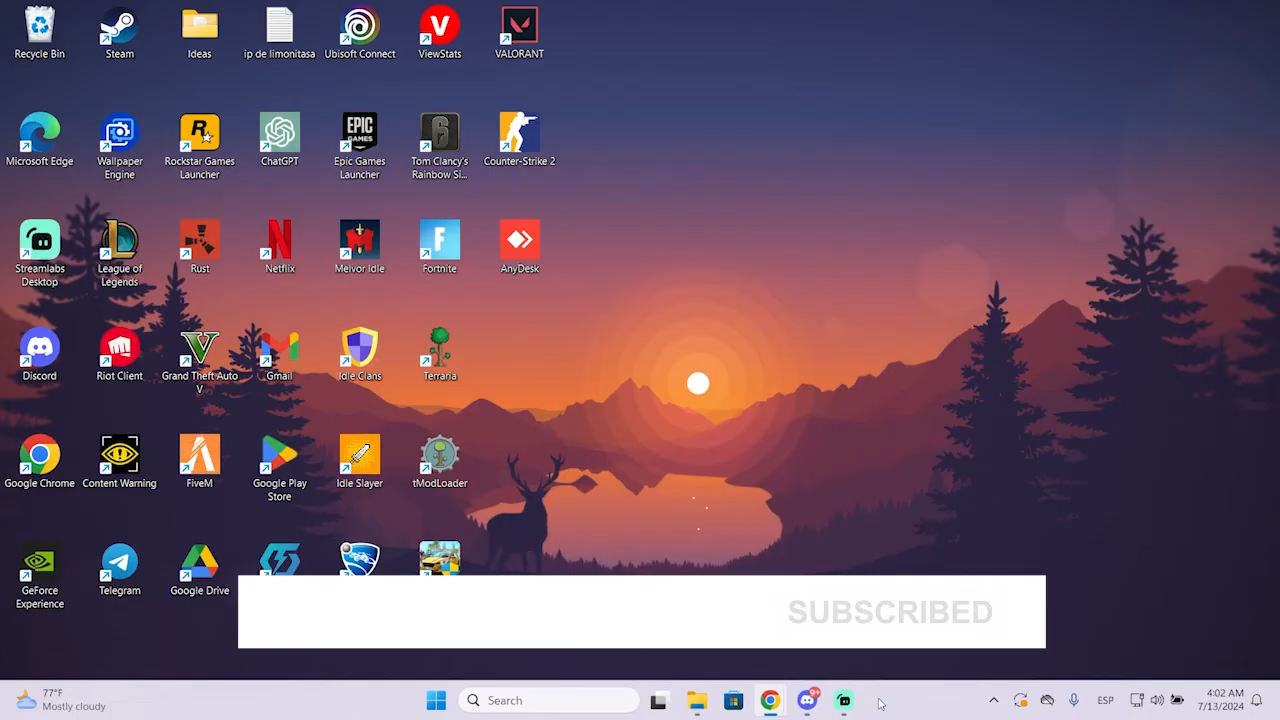 Recycle Bin
Steam
Ideas
ip de limonitasa
Ubisoft Connect
ViewStats
VALORANT
Microsoft Edge
Wallpaper
Engine
Rockstar Games
Launcher
ChatGPT
EPIC
GAMES
Epic Games
Launcher
Tom Clancy's
Rainbow Si...
Counter-Strike 2
Streamlabs
Desktop
League of
Legends
Rust
Netflix
Melvor Idle
Fortnite
AnyDesk
Discord
Riot Client
Grand Theft Auto
V
Gmail
Idle Clans
Terraria
Google Chrome
Content Warning
FiveM
Google Play
Store
Idle Slayer
tModLoader
GeForce
Experience
Telegram
Google Drive
SUBSCRIBED
77°F
Mostly cloudy
Search
9+
ESP
4:02 AM
7/13/2024